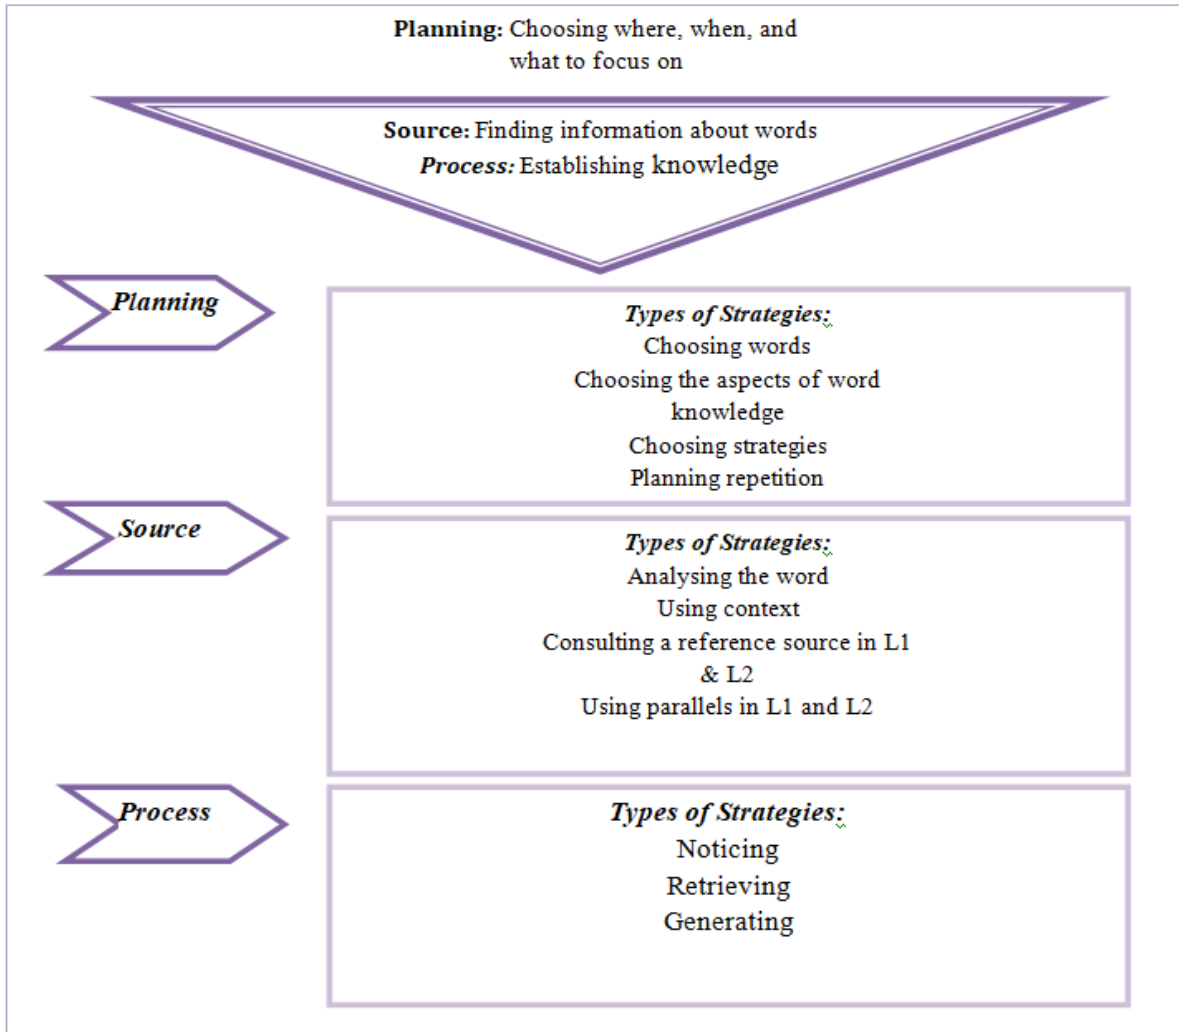 Planning: Choosing where, when, and
what to focus on
Source: Finding information about words
Process: Establishing knowledge
Planning
Types of Strategies:
Choosing words
Choosing the aspects of word
knowledge
Choosing strategies
Planning repetition
Source
Types of Strategies:
Analysing the word
Using context
Consulting a reference source in L1
& L2
Using parallels in L1 and L2
Process
Types of Strategies:
Noticing
Retrieving
Generating